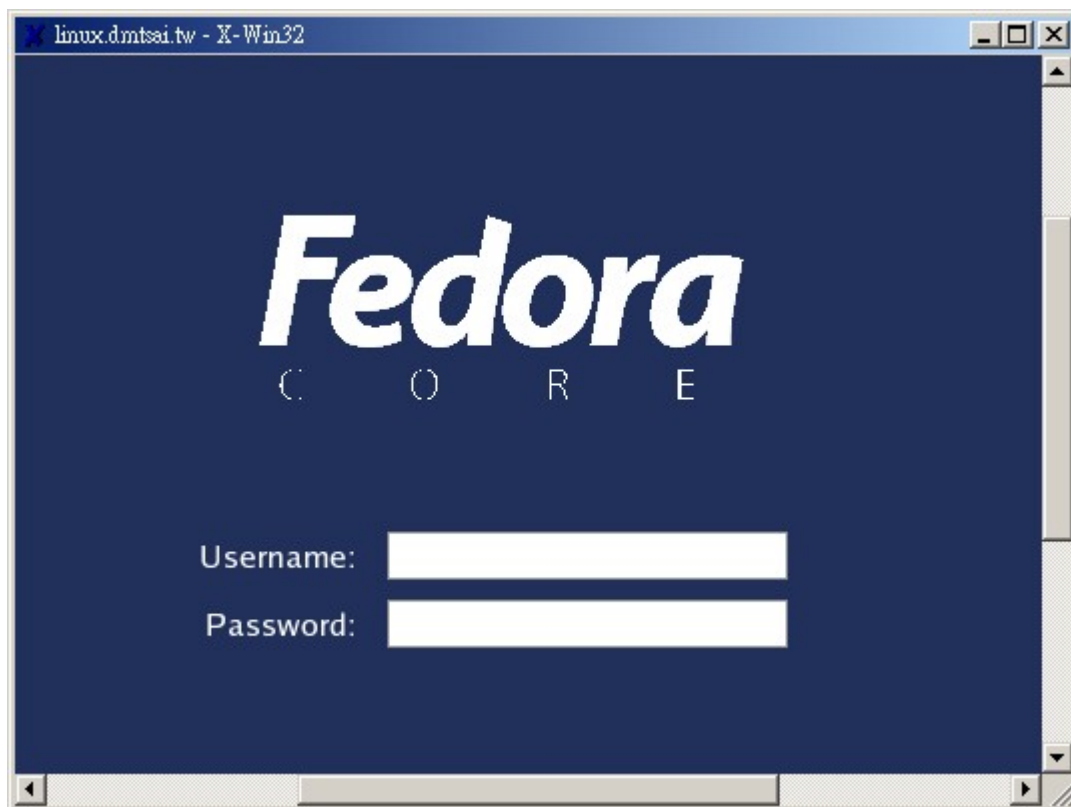 linux.dmtsai.tw - X-Win32
Fedora
C O R E
Username:
Password: